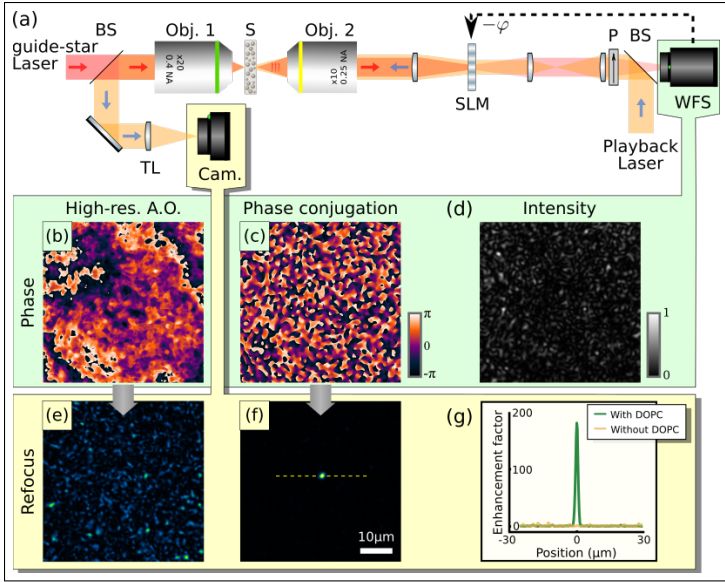 (a)
BS
Obj. 1
S
Obj. 2
−φ
P
BS
guide-star
Laser
x20
0.4 NA
x10
0.25 NA
SLM
WFS
TL
Cam.
Playback
Laser
High-res. A.O.
Phase conjugation
(d)
Intensity
(b)
(c)
Phase
π
0
-π
1
0
(e)
(f)
(g)
Refocus
10μm
Enhancement factor
200
100
0
With DOPC
Without DOPC
-30
0
30
Position (μm)